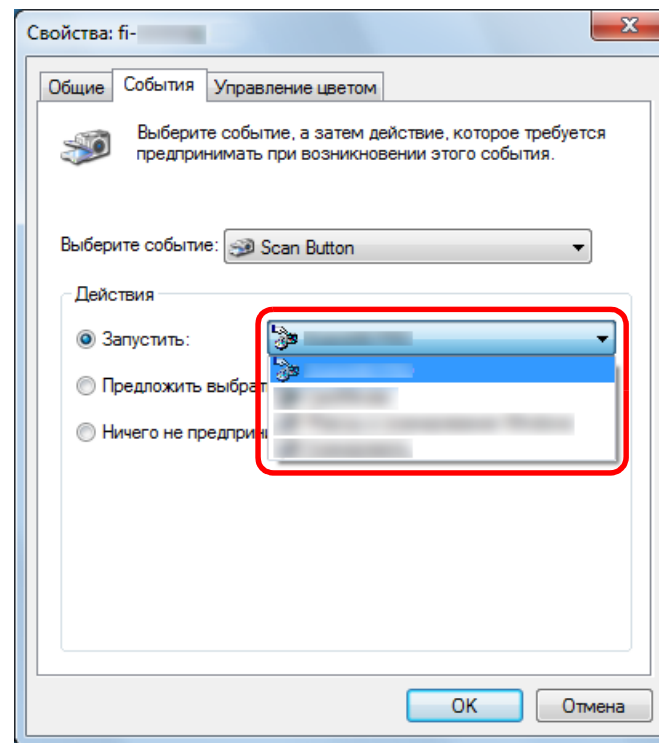 Свойства: fi-
Общие
События
Управление цветом
Выберите событие, а затем действие, которое требуется
предпринимать при возникновении этого события.
Выберите событие:
Scan Button
Действия
Запустить:
Предложить выбрат
Ничего не предприни
OK
Отмена